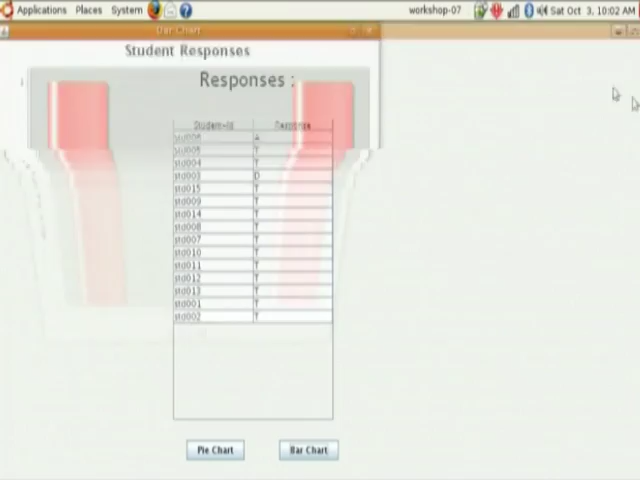 Applications Places System workshop-07 Sat Oct 3, 10:02 AM
Bar Chart
Student Responses
Responses :
Student-Id Response
std006 A
std005 Y
std004 Y
std003 D
std015 Y
std009 Y
std014 Y
std008 Y
std007 Y
std010 Y
std011 Y
std012 Y
std013 Y
std001 Y
std002 Y
Pie Chart Bar Chart